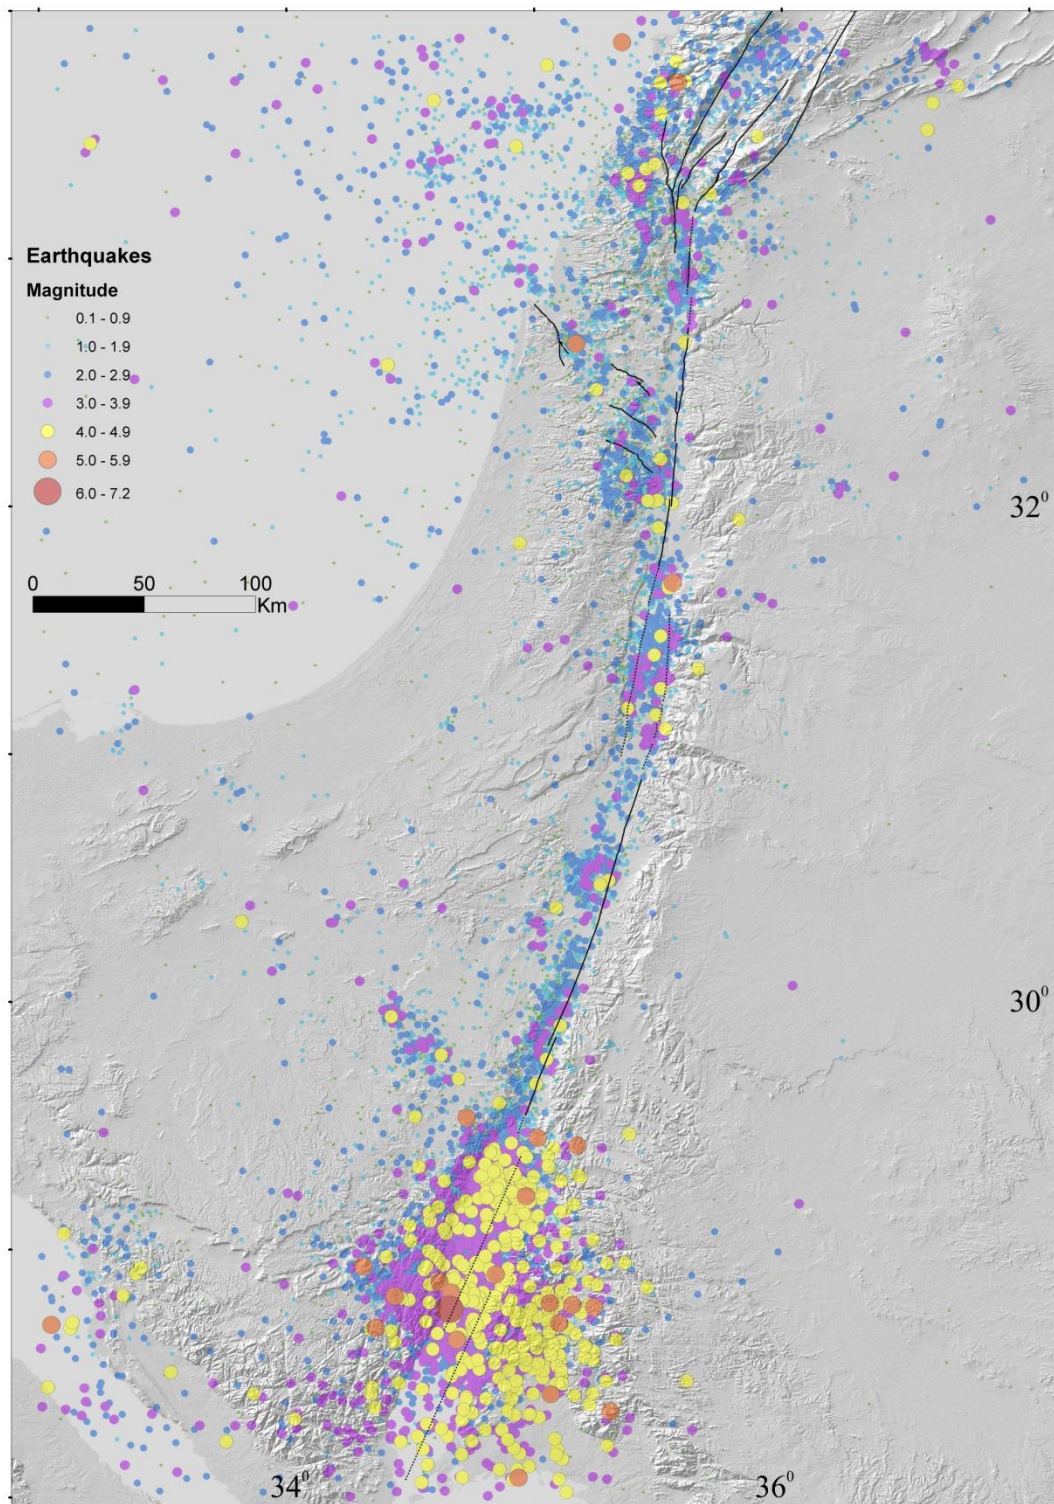 Earthquakes
Magnitude
0.1 - 0.9
1.0 - 1.9
2.0 - 2.9
3.0 - 3.9
4.0 - 4.9
5.0 - 5.9
6.0 - 7.2
0 50 100
Km
32⁰
30⁰
34⁰ 36⁰